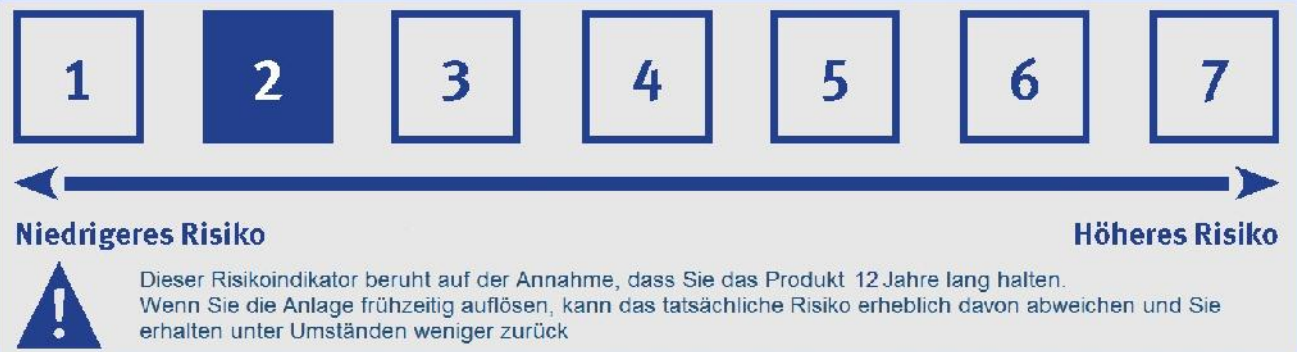 1 2 3 4 5 6 7
Niedrigeres Risiko Höheres Risiko
Dieser Risikoindikator beruht auf der Annahme, dass Sie das Produkt 12 Jahre lang halten.
Wenn Sie die Anlage frühzeitig auflösen, kann das tatsächliche Risiko erheblich davon abweichen und Sie
erhalten unter Umständen weniger zurück